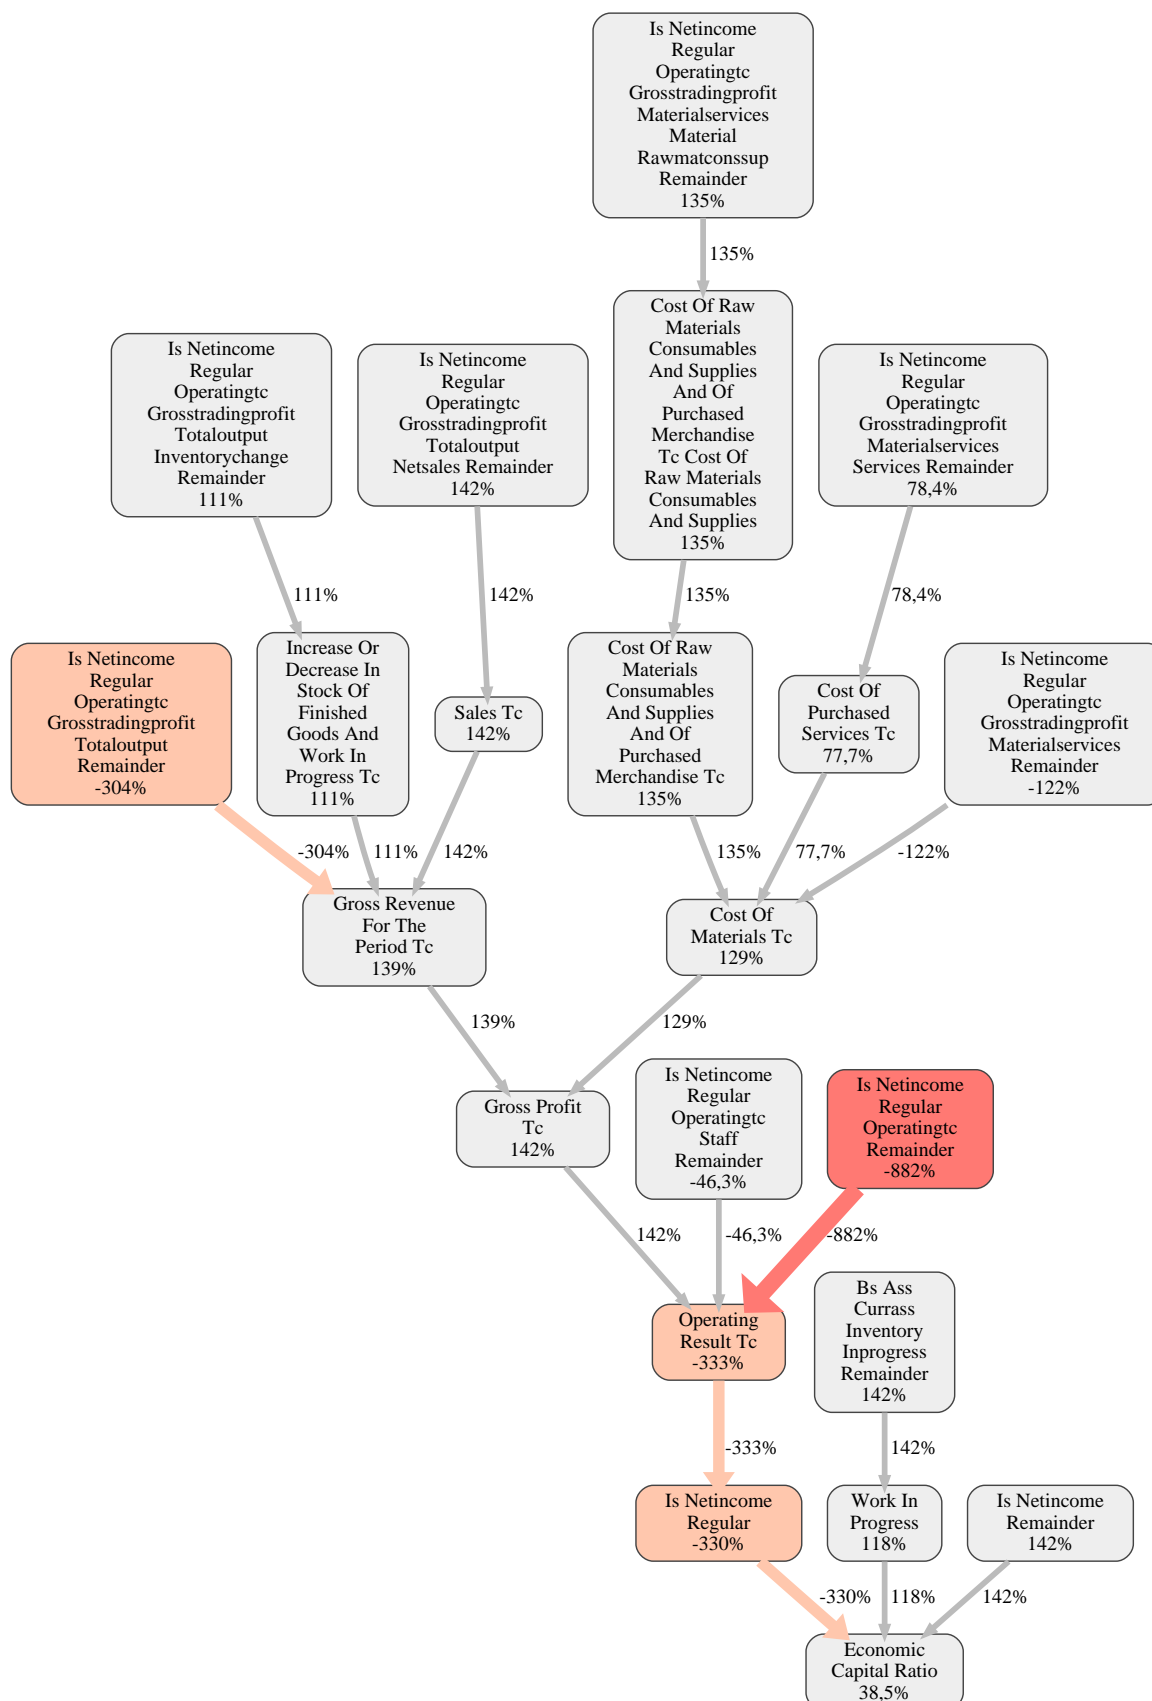 Is Netincome
Regular
Operatingtc
Grosstradingprofit
Materialservices
Material
Rawmatconssup
Remainder
135%
135%
Is Netincome
Regular
Operatingtc
Grosstradingprofit
Totaloutput
Inventorychange
Remainder
111%
Is Netincome
Regular
Operatingtc
Grosstradingprofit
Totaloutput
Netsales Remainder
142%
Cost Of Raw
Materials
Consumables
And Supplies
And Of
Purchased
Merchandise
Tc Cost Of
Raw Materials
Consumables
And Supplies
135%
Is Netincome
Regular
Operatingtc
Grosstradingprofit
Materialservices
Services Remainder
78,4%
111%
142%
135%
78,4%
Is Netincome
Regular
Operatingtc
Grosstradingprofit
Totaloutput
Remainder
-304%
Increase Or
Decrease In
Stock Of
Finished
Goods And
Work In
Progress Tc
111%
Sales Tc
142%
Cost Of Raw
Materials
Consumables
And Supplies
And Of
Purchased
Merchandise Tc
135%
Cost Of
Purchased
Services Tc
77,7%
Is Netincome
Regular
Operatingtc
Grosstradingprofit
Materialservices
Remainder
-122%
-304%
111%
142%
135%
77,7%
-122%
Gross Revenue
For The
Period Tc
139%
Cost Of
Materials Tc
129%
139%
129%
Gross Profit
Tc
142%
Is Netincome
Regular
Operatingtc
Staff
Remainder
-46,3%
Is Netincome
Regular
Operatingtc
Remainder
-882%
142%
-46,3%
-882%
Operating
Result Tc
-333%
Bs Ass
Currass
Inventory
Inprogress
Remainder
142%
-333%
142%
Is Netincome
Regular
-330%
Work In
Progress
118%
Is Netincome
Remainder
142%
-330%
118%
142%
Economic
Capital Ratio
38,5%